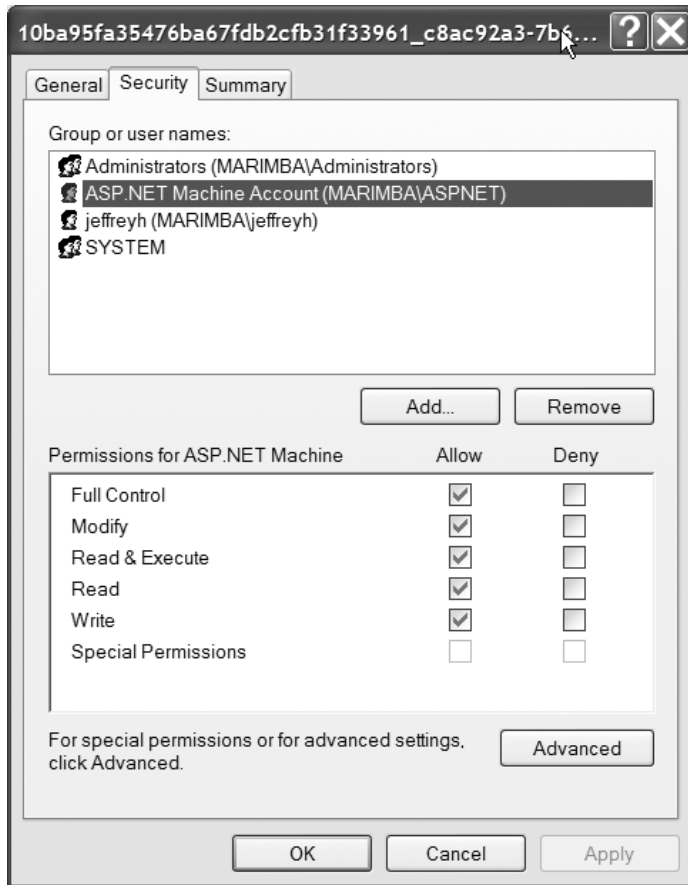 10ba95fa35476ba67fdb2cfb31f33961_c8ac92a3-7b6...
General Security Summary
Group or user names:
Administrators (MARIMBA\Administrators)
ASP.NET Machine Account (MARIMBA\ASPNET)
jeffreyh (MARIMBA\jeffreyh)
SYSTEM
Add... Remove
Permissions for ASP.NET Machine Allow Deny
Full Control
Modify
Read & Execute
Read
Write
Special Permissions
For special permissions or for advanced settings,
click Advanced.
Advanced
OK Cancel Apply